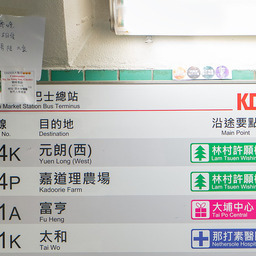 巴士總站
Market Station Bus Terminus
KD
線 目的地 沿途要點
No. Destination Main Point
4K 元朗(西) 林村許願樹
Yuen Long (West) Lam Tsuen Wishin
4P 嘉道理農場 林村許願樹
Kadoorie Farm Lam Tsuen Wishin
1A 富亨 大埔中心
Fu Heng Tai Po Central
1K 太和 那打素醫
Tai Wo Nethersole Hospit